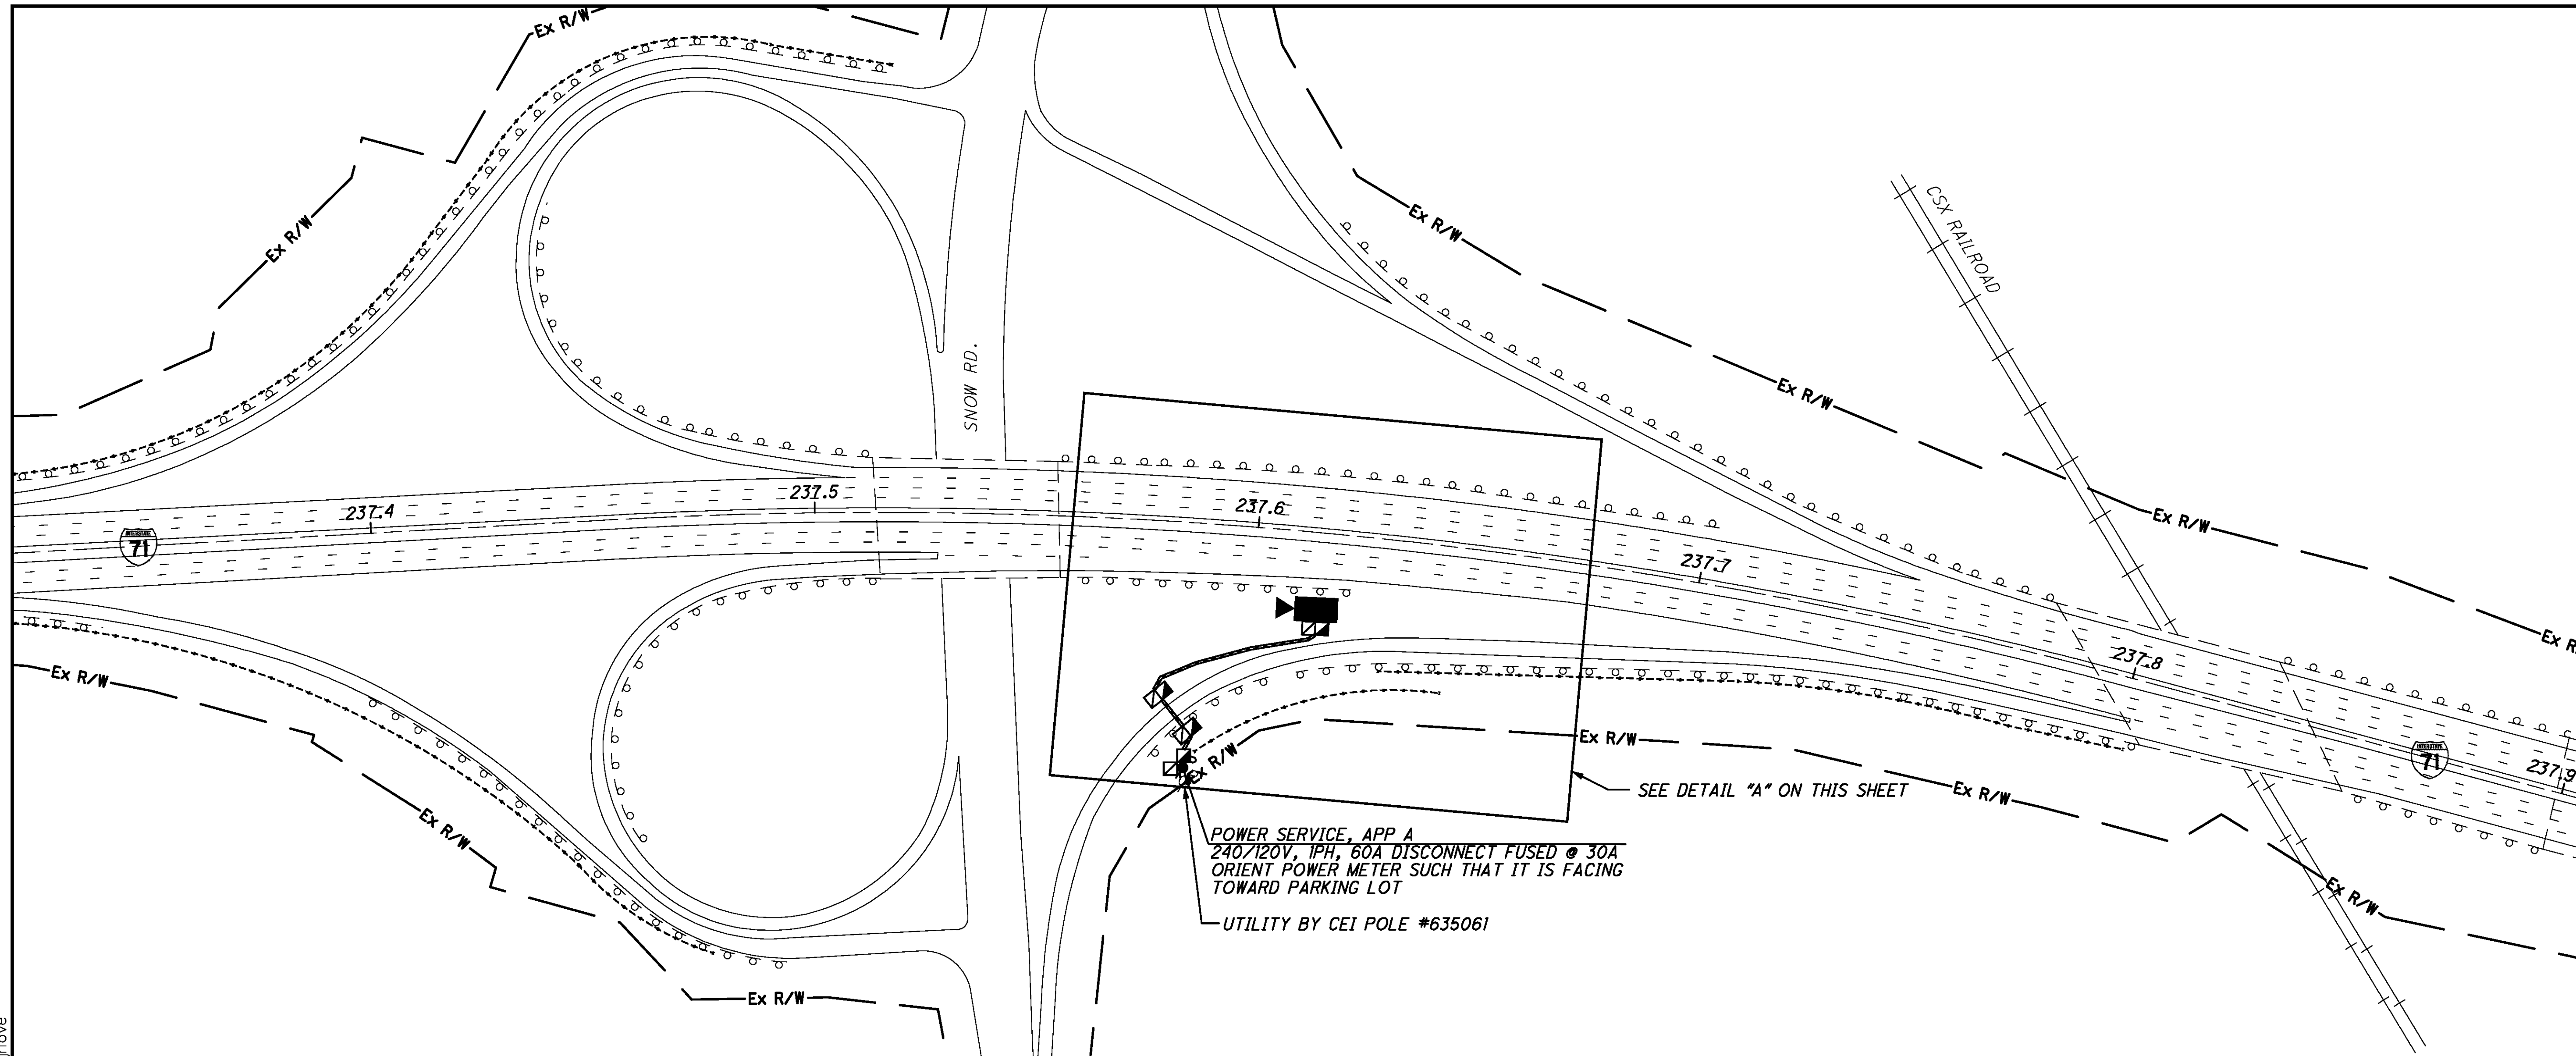 Ex R/W
Ex R/W
Ex R/W
CSX RAILROAD
Ex R/W
SNOW RD.
Ex R/W
237.4
237.5
237.6
237.7
237.8
237.9
INTERSTATE
71
INTERSTATE
71
Ex R/W
Ex R/W
Ex R/W
Ex R/W
Ex R/W
Ex R/W
Ex R/W
Ex R/W
SEE DETAIL "A" ON THIS SHEET
POWER SERVICE, APP A
240/120V, 1PH, 60A DISCONNECT FUSED @ 30A
ORIENT POWER METER SUCH THAT IT IS FACING
TOWARD PARKING LOT
UTILITY BY CEI POLE #635061